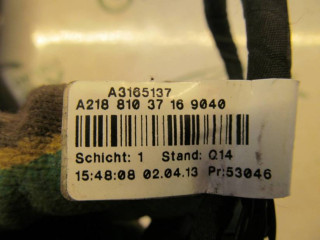 A3165137
A218 810 37 16 9040
Schicht: 1 Stand: Q14
15:48:08 02.04.13 Pr:53046